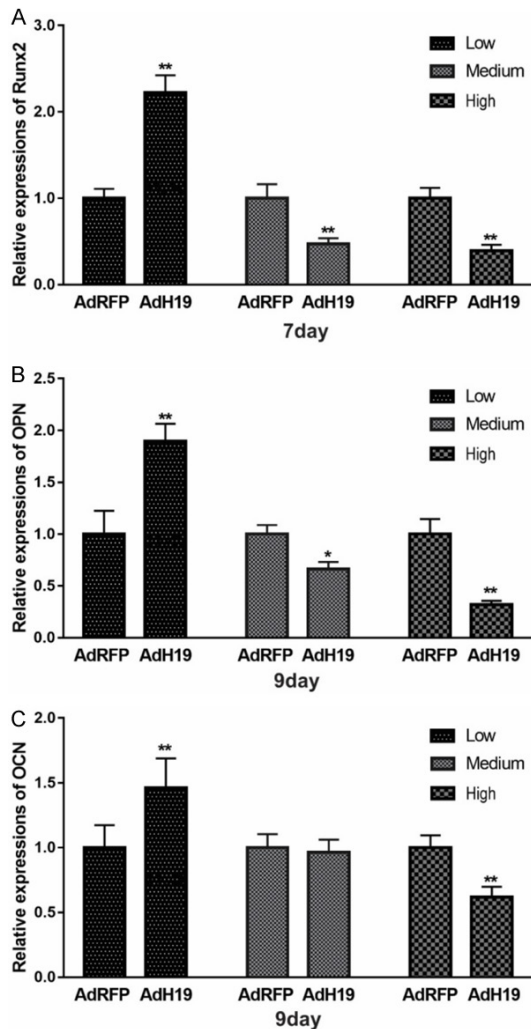 A
Relative expressions of Runx2
3.0
2.0
1.0
0.0
**
**
**
Low
Medium
High
AdRFP AdH19 AdRFP AdH19 AdRFP AdH19
7day
B
Relative expressions of OPN
2.5
2.0
1.5
1.0
0.5
0.0
**
*
**
Low
Medium
High
AdRFP AdH19 AdRFP AdH19 AdRFP AdH19
9day
C
Relative expressions of OCN
2.0
1.5
1.0
0.5
0.0
**
**
Low
Medium
High
AdRFP AdH19 AdRFP AdH19 AdRFP AdH19
9day